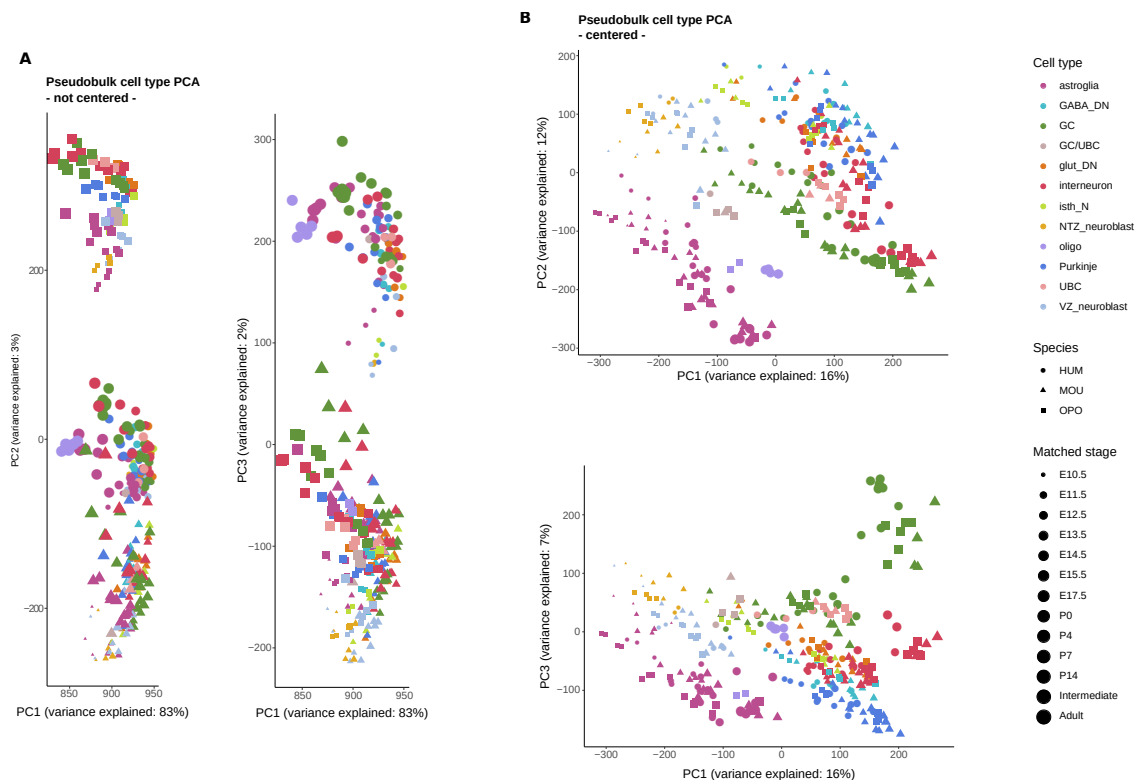 A
Pseudobulk cell type PCA
- not centered -
200
0
−200
PC2 (variance explained: 3%)
850
900
950
PC1 (variance explained: 83%)
300
200
100
0
−100
−200
PC3 (variance explained: 2%)
850
900
950
PC1 (variance explained: 83%)
B
Pseudobulk cell type PCA
- centered -
200
100
0
−100
−200
−300
PC2 (variance explained: 12%)
−300
−200
−100
0
100
200
PC1 (variance explained: 16%)
200
100
0
−100
PC3 (variance explained: 7%)
−300
−200
−100
0
100
200
PC1 (variance explained: 16%)
Cell type
astroglia
GABA_DN
GC
GC/UBC
glut_DN
interneuron
isth_N
NTZ_neuroblast
oligo
Purkinje
UBC
VZ_neuroblast
Species
HUM
MOU
OPO
Matched stage
E10.5
E11.5
E12.5
E13.5
E14.5
E15.5
E17.5
P0
P4
P7
P14
Intermediate
Adult